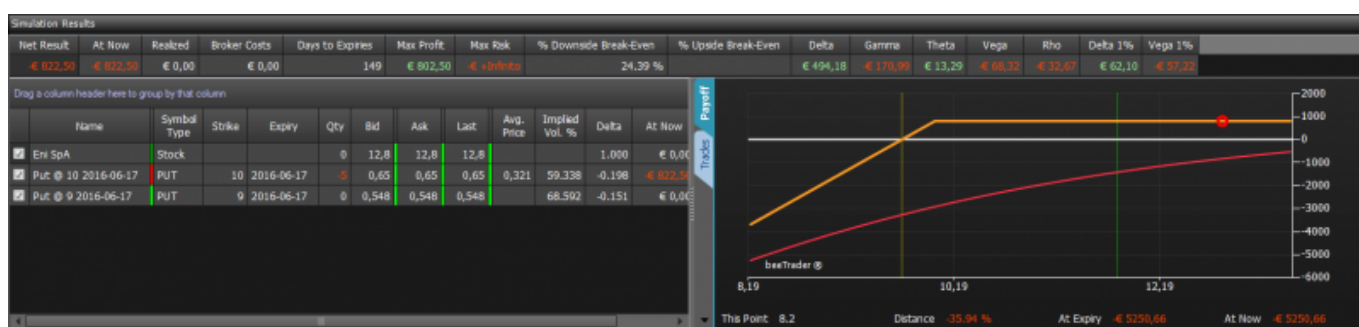 Simulation Results
Net Result At Now Realized Broker Costs Days to Expiries Max Profit Max Risk % Downside Break-Even % Upside Break-Even Delta Gamma Theta Vega Rho Delta 1% Vega 1%
-€ 822,50 -€ 822,50 € 0,00 € 0,00 149 € 802,50 -€ +Infinito 24.39 % € 494,18 -€ 170,99 € 13,29 -€ 68,32 -€ 32,67 € 62,10 -€ 57,22
Drag a column header here to group by that column
Name Symbol Type Strike Expiry Qty Bid Ask Last Avg. Price Implied Vol. % Delta At Now
Eni SpA Stock 0 12,8 12,8 12,8 1.000 € 0,00
Put @ 10 2016-06-17 PUT 10 2016-06-17 -5 0,65 0,65 0,65 0,321 59.338 -0.198 -€ 822,50
Put @ 9 2016-06-17 PUT 9 2016-06-17 0 0,548 0,548 0,548 68.592 -0.151 € 0,00
Payoff
Trades
2000
1000
0
-1000
-2000
-3000
-4000
-5000
-6000
beeTrader ®
8,19 10,19 12,19
This Point 8.2 Distance -35.94 % At Expiry -€ 5250,66 At Now -€ 5250,66